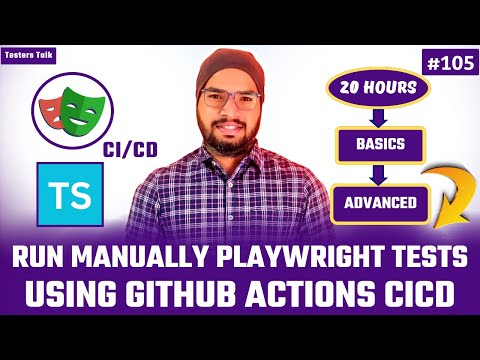 Testers Talk
#105
CI/CD
TS
20 HOURS
BASICS
ADVANCED
RUN MANUALLY PLAYWRIGHT TESTS
USING GITHUB ACTIONS CICD